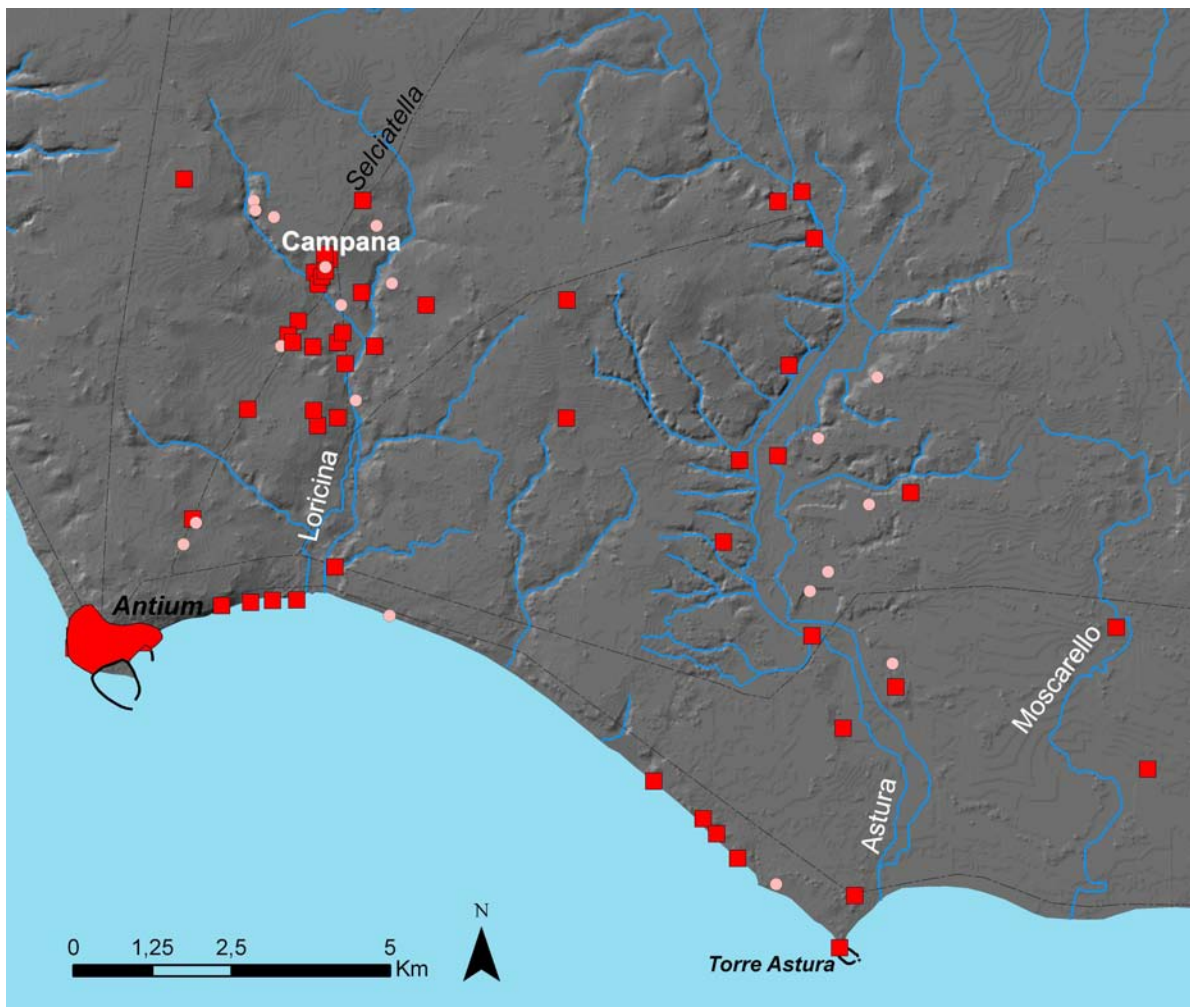 Selciatella
Campana
Loricina
Antium
Moscarello
Astura
N
0 1,25 2,5 5
Km
Torre Astura